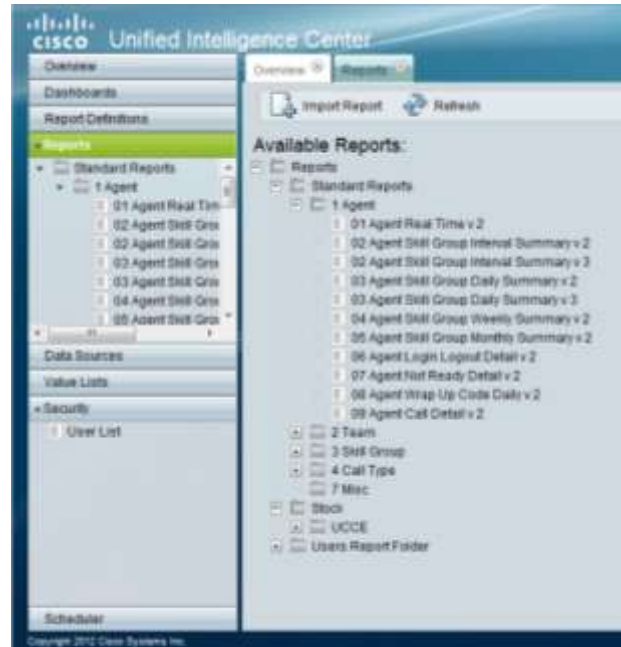 CISCO Unified Intelligence Center
Overview
Dashboards
Report Definitions
Reports
Standard Reports
1 Agent
01 Agent Real Tim
02 Agent Skill Grou
02 Agent Skill Grou
03 Agent Skill Grou
03 Agent Skill Grou
04 Agent Skill Grou
05 Agent Skill Grou
Data Sources
Value Lists
Security
User List
Scheduler
Copyright 2012 Cisco Systems Inc.
Overview
Reports
Import Report
Refresh
Available Reports:
Reports
Standard Reports
1 Agent
01 Agent Real Time v 2
02 Agent Skill Group Interval Summary v 2
02 Agent Skill Group Interval Summary v 3
03 Agent Skill Group Daily Summary v 2
03 Agent Skill Group Daily Summary v 3
04 Agent Skill Group Weekly Summary v 2
05 Agent Skill Group Monthly Summary v 2
06 Agent Login Logout Detail v 2
07 Agent Not Ready Detail v 2
08 Agent Wrap Up Code Daily v 2
09 Agent Call Detail v 2
2 Team
3 Skill Group
4 Call Type
7 Misc
Stock
UCCE
Users Report Folder